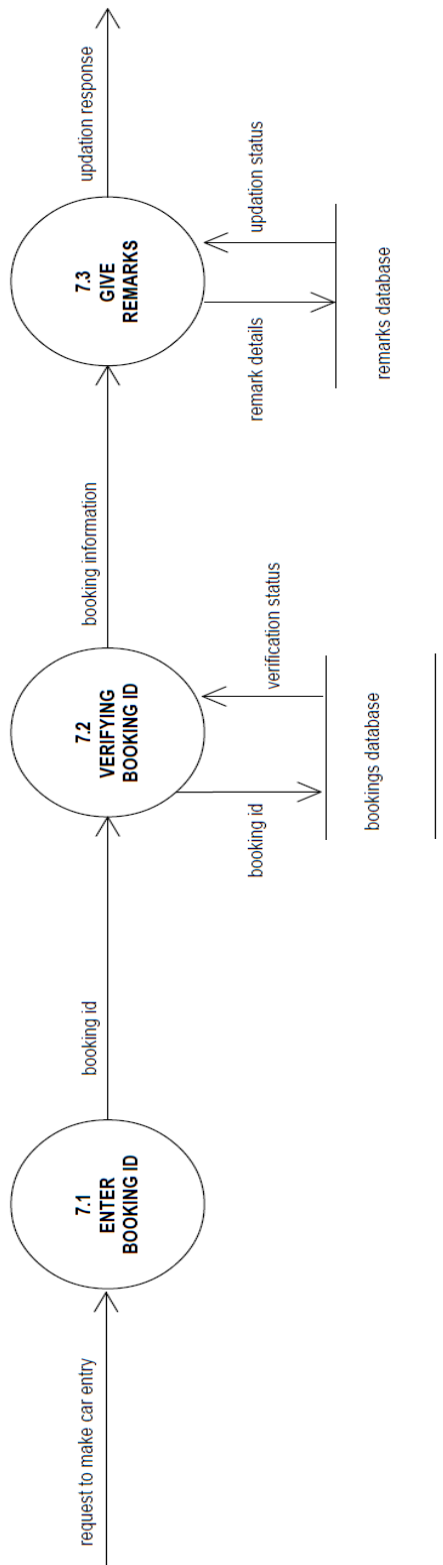 request to make car entry
7.1
ENTER
BOOKING ID
booking id
7.2
VERIFYING
BOOKING ID
booking id
verification status
bookings database
booking information
7.3
GIVE
REMARKS
remark details
updation status
remarks database
updation response